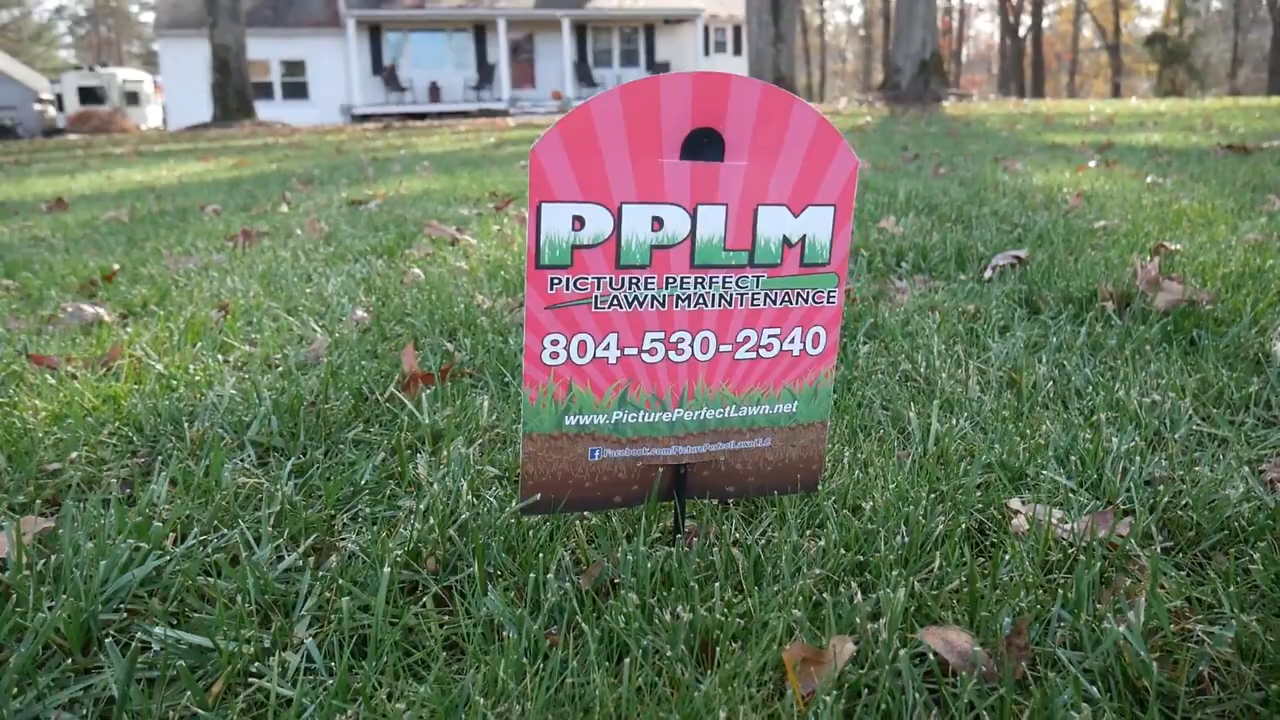 PPLM
PICTURE PERFECT
LAWN MAINTENANCE
804-530-2540
www.PicturePerfectLawn.net
f Facebook.com/PicturePerfectLawnLLC